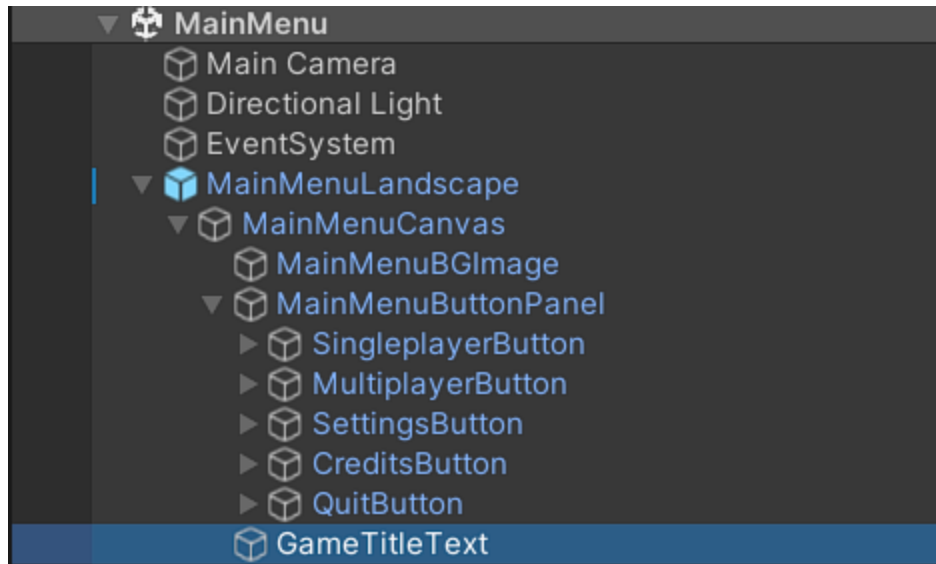 MainMenu
Main Camera
Directional Light
EventSystem
MainMenuLandscape
MainMenuCanvas
MainMenuBGImage
MainMenuButtonPanel
SingleplayerButton
MultiplayerButton
SettingsButton
CreditsButton
QuitButton
GameTitleText